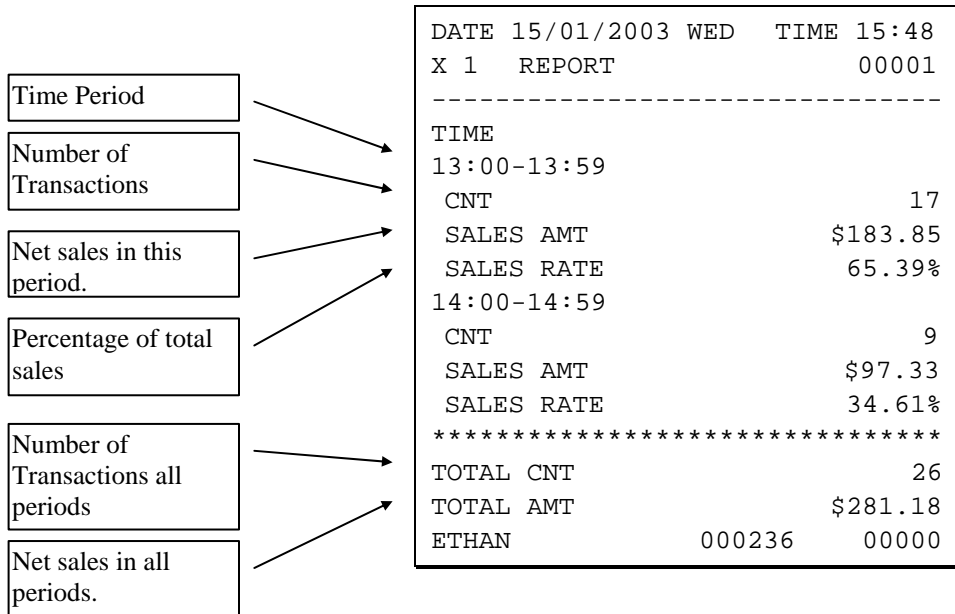 Time Period
Number of
Transactions
Net sales in this
period.
Percentage of total
sales
Number of
Transactions all
periods
Net sales in all
periods.
DATE 15/01/2003 WED TIME 15:48
X 1 REPORT 00001
--------------------------------
TIME
13:00-13:59
CNT 17
SALES AMT $183.85
SALES RATE 65.39%
14:00-14:59
CNT 9
SALES AMT $97.33
SALES RATE 34.61%
********************************
TOTAL CNT 26
TOTAL AMT $281.18
ETHAN 000236 00000